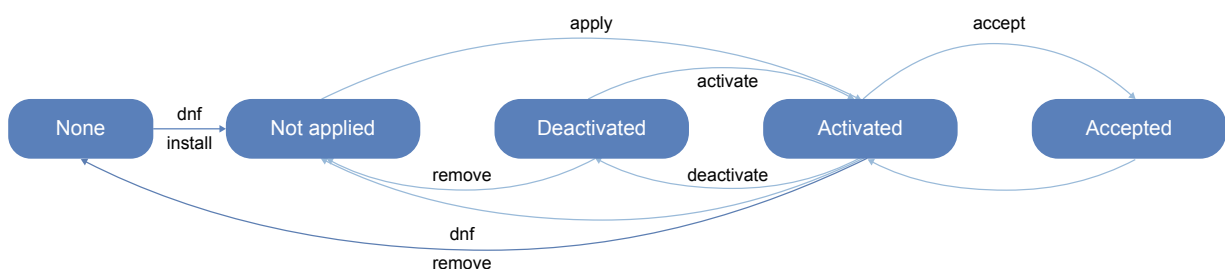 apply
accept
activate
dnf
install
None
Not applied
Deactivated
Activated
Accepted
remove
deactivate
dnf
remove